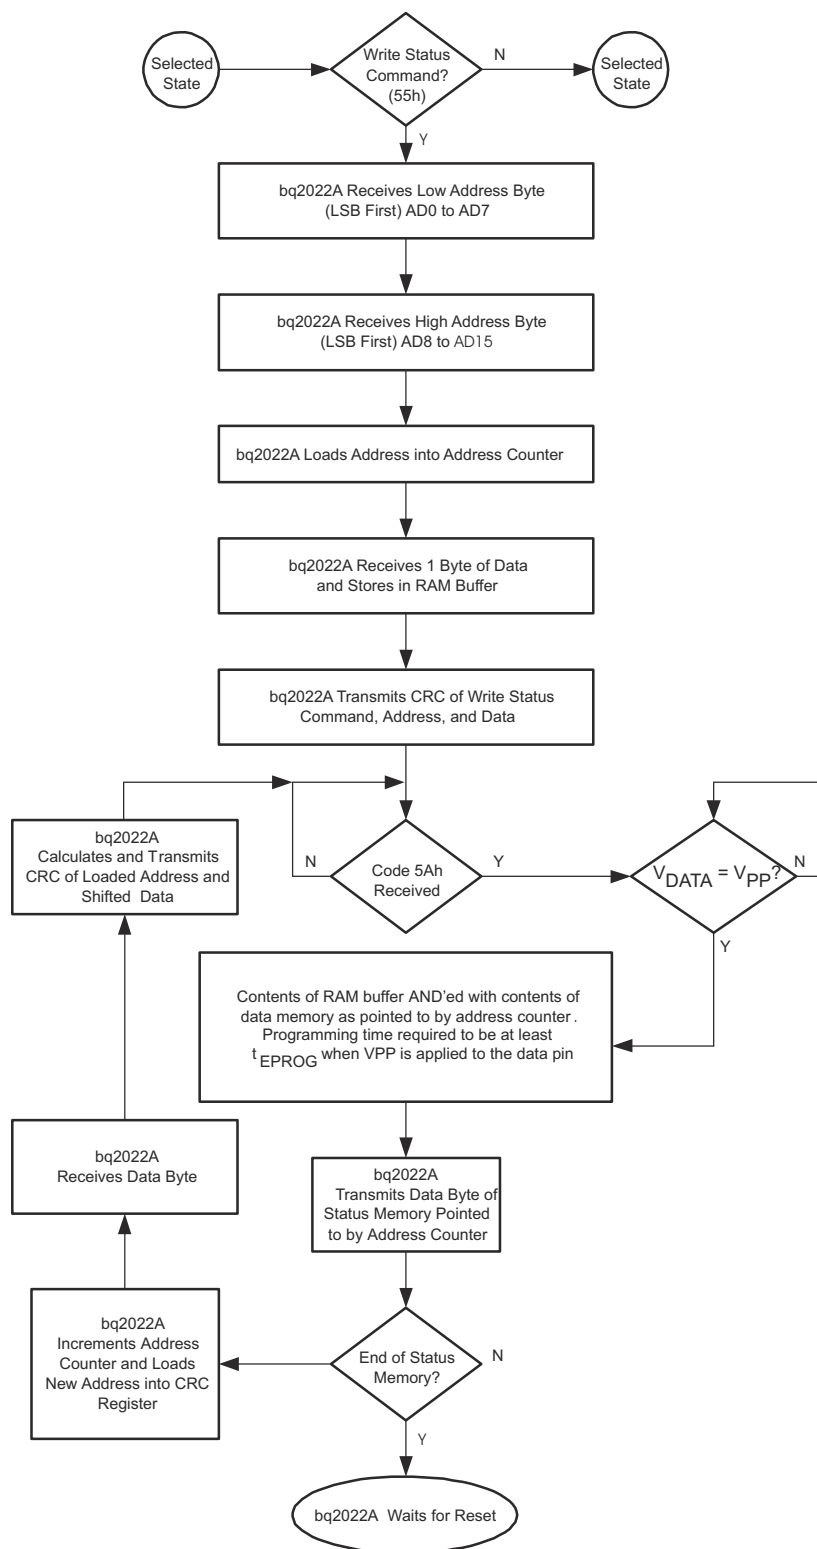 Selected
State
Write Status
Command?
(55h)
N
Selected
State
Y
bq2022A Receives Low Address Byte
(LSB First) AD0 to AD7
bq2022A Receives High Address Byte
(LSB First) AD8 to AD15
bq2022A Loads Address into Address Counter
bq2022A Receives 1 Byte of Data
and Stores in RAM Buffer
bq2022A Transmits CRC of Write Status
Command, Address, and Data
bq2022A
Calculates and Transmits
CRC of Loaded Address and
Shifted Data
N
Code 5Ah
Received
Y
VDATA = VPP?
N
Y
Contents of RAM buffer AND'ed with contents of
data memory as pointed to by address counter.
Programming time required to be at least
tEPROG when VPP is applied to the data pin
bq2022A
Receives Data Byte
bq2022A
Transmits Data Byte of
Status Memory Pointed
to by Address Counter
bq2022A
Increments Address
Counter and Loads
New Address into CRC
Register
End of Status
Memory?
N
Y
bq2022A Waits for Reset